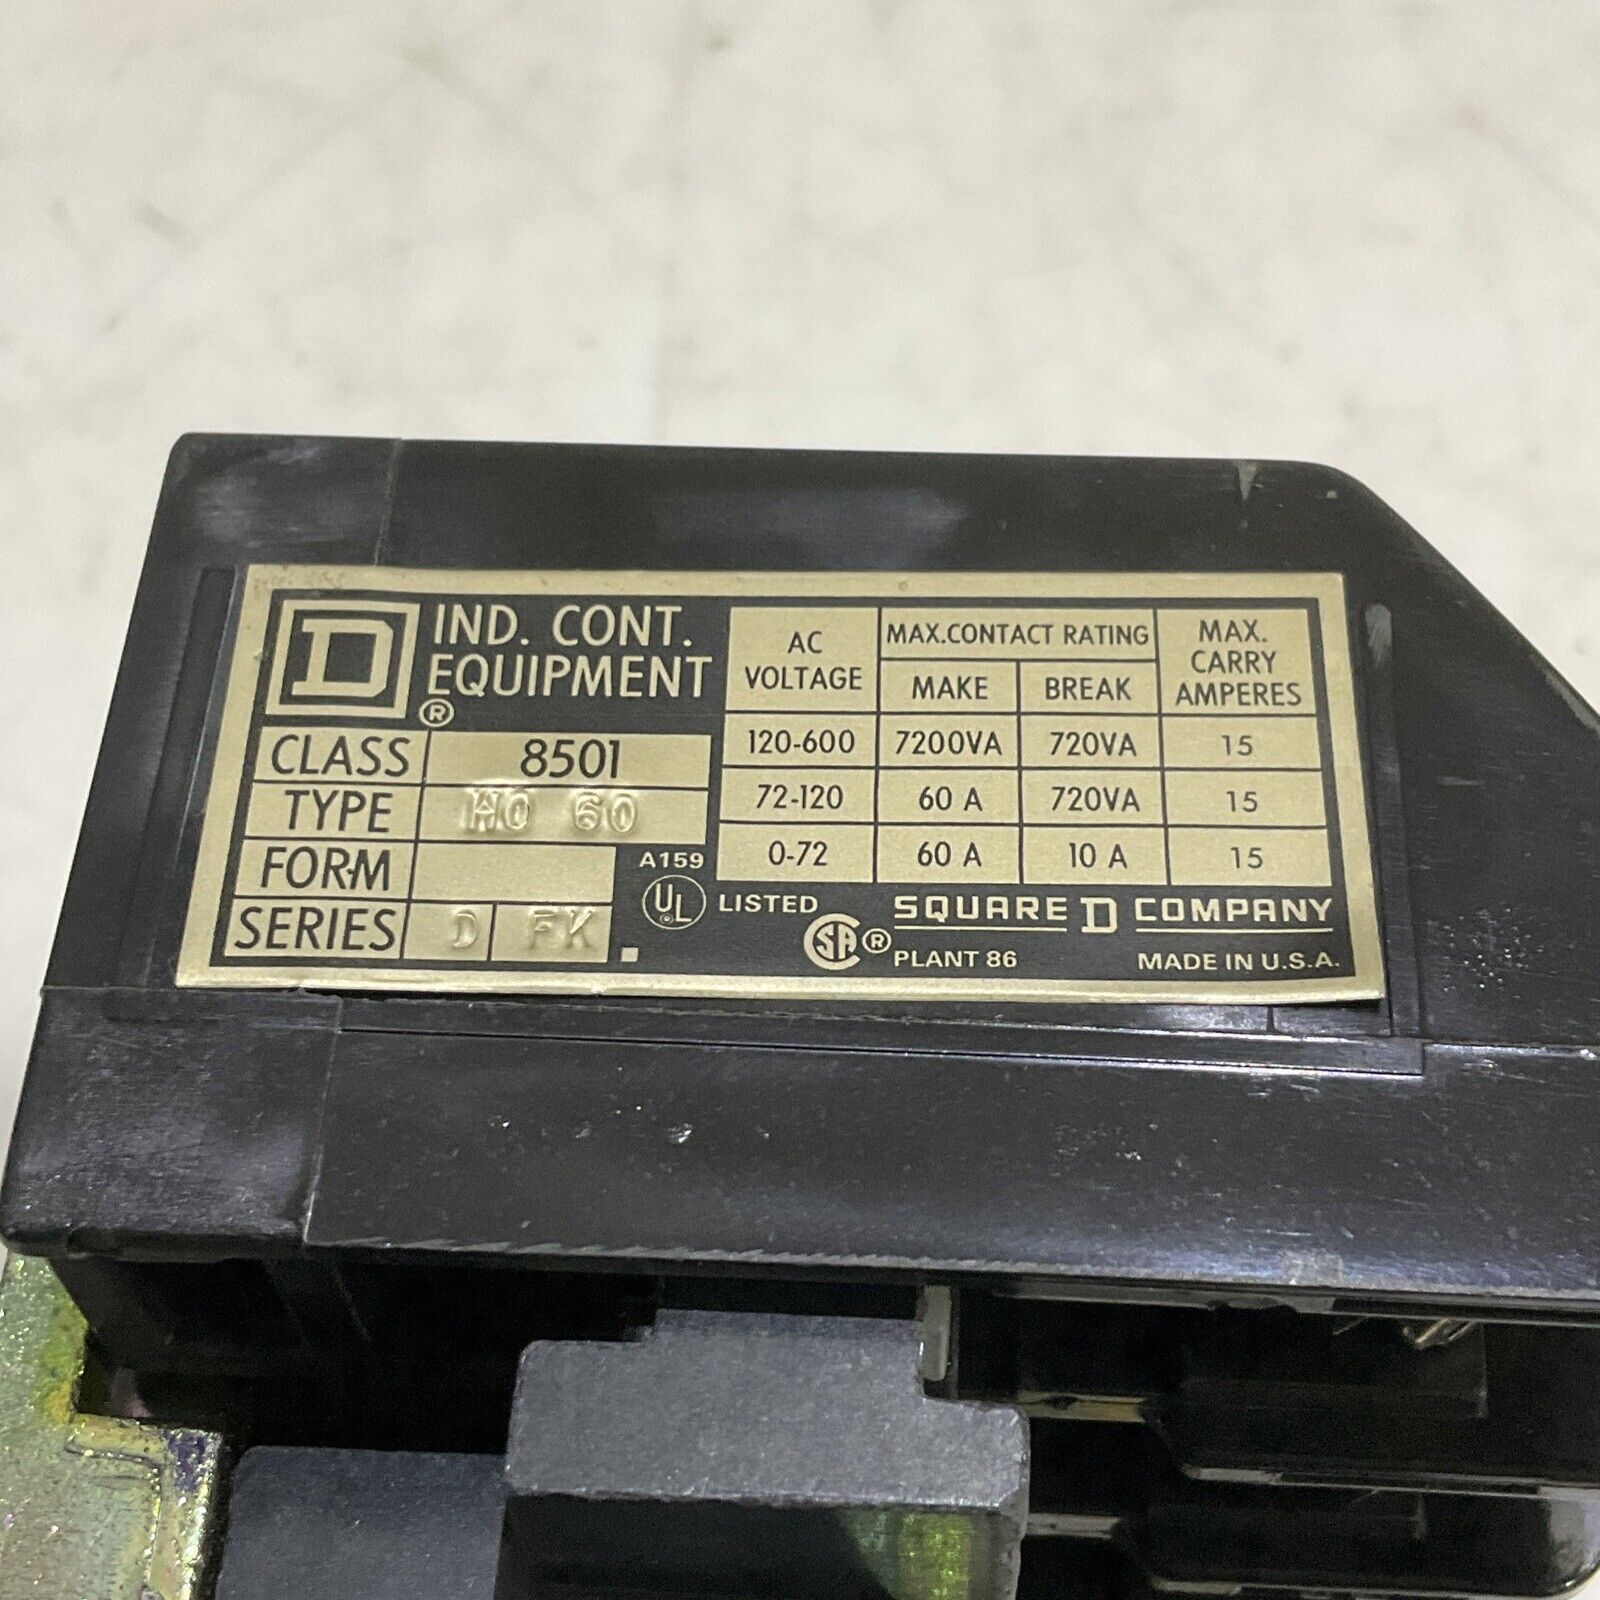 D IND. CONT.
EQUIPMENT
®
CLASS 8501
TYPE HO 60
FORM
SERIES D FK.
A159
UL LISTED
SA ®
AC VOLTAGE
MAX.CONTACT RATING
MAKE BREAK
MAX. CARRY AMPERES
120-600 7200VA 720VA 15
72-120 60 A 720VA 15
0-72 60 A 10 A 15
SQUARE D COMPANY
PLANT 86 MADE IN U.S.A.